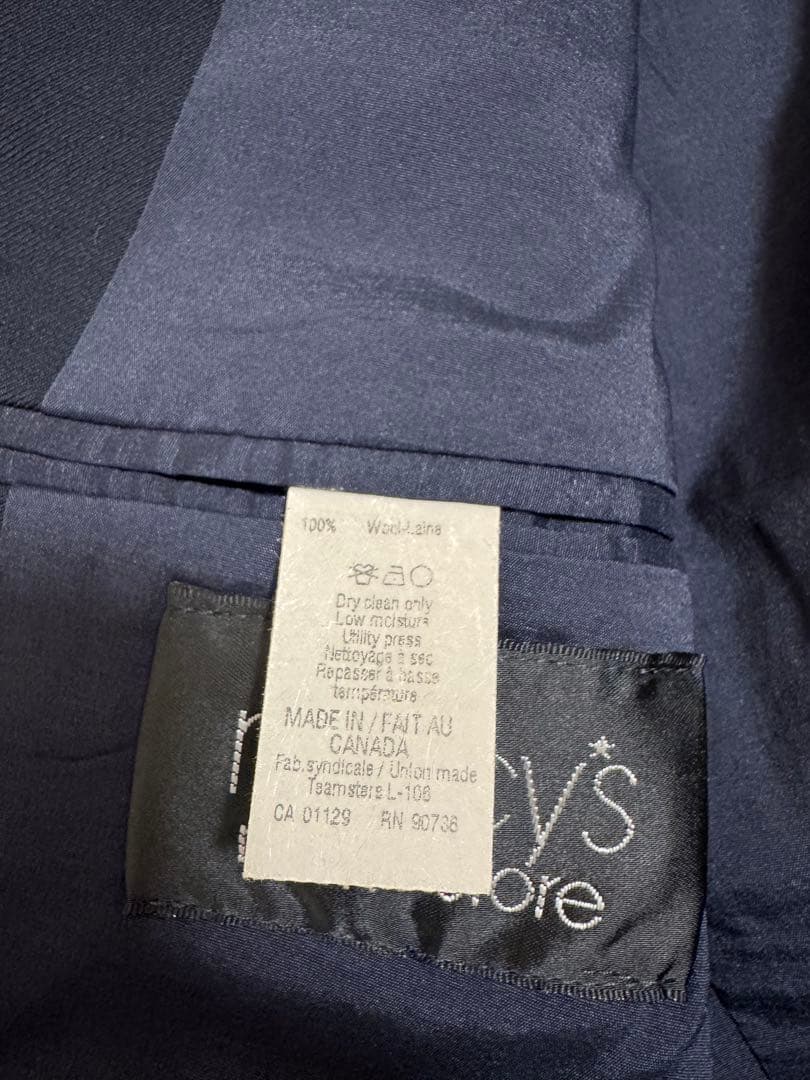 100% Wool-Laine
Dry clean only
Low moisture
Utility press
Nettoyage à sec
Repasser à basse
température
MADE IN / FAIT AU
CANADA
Fab.syndicale / Union made
Teamsters L-106
CA 01129 RN 90736
cy*s